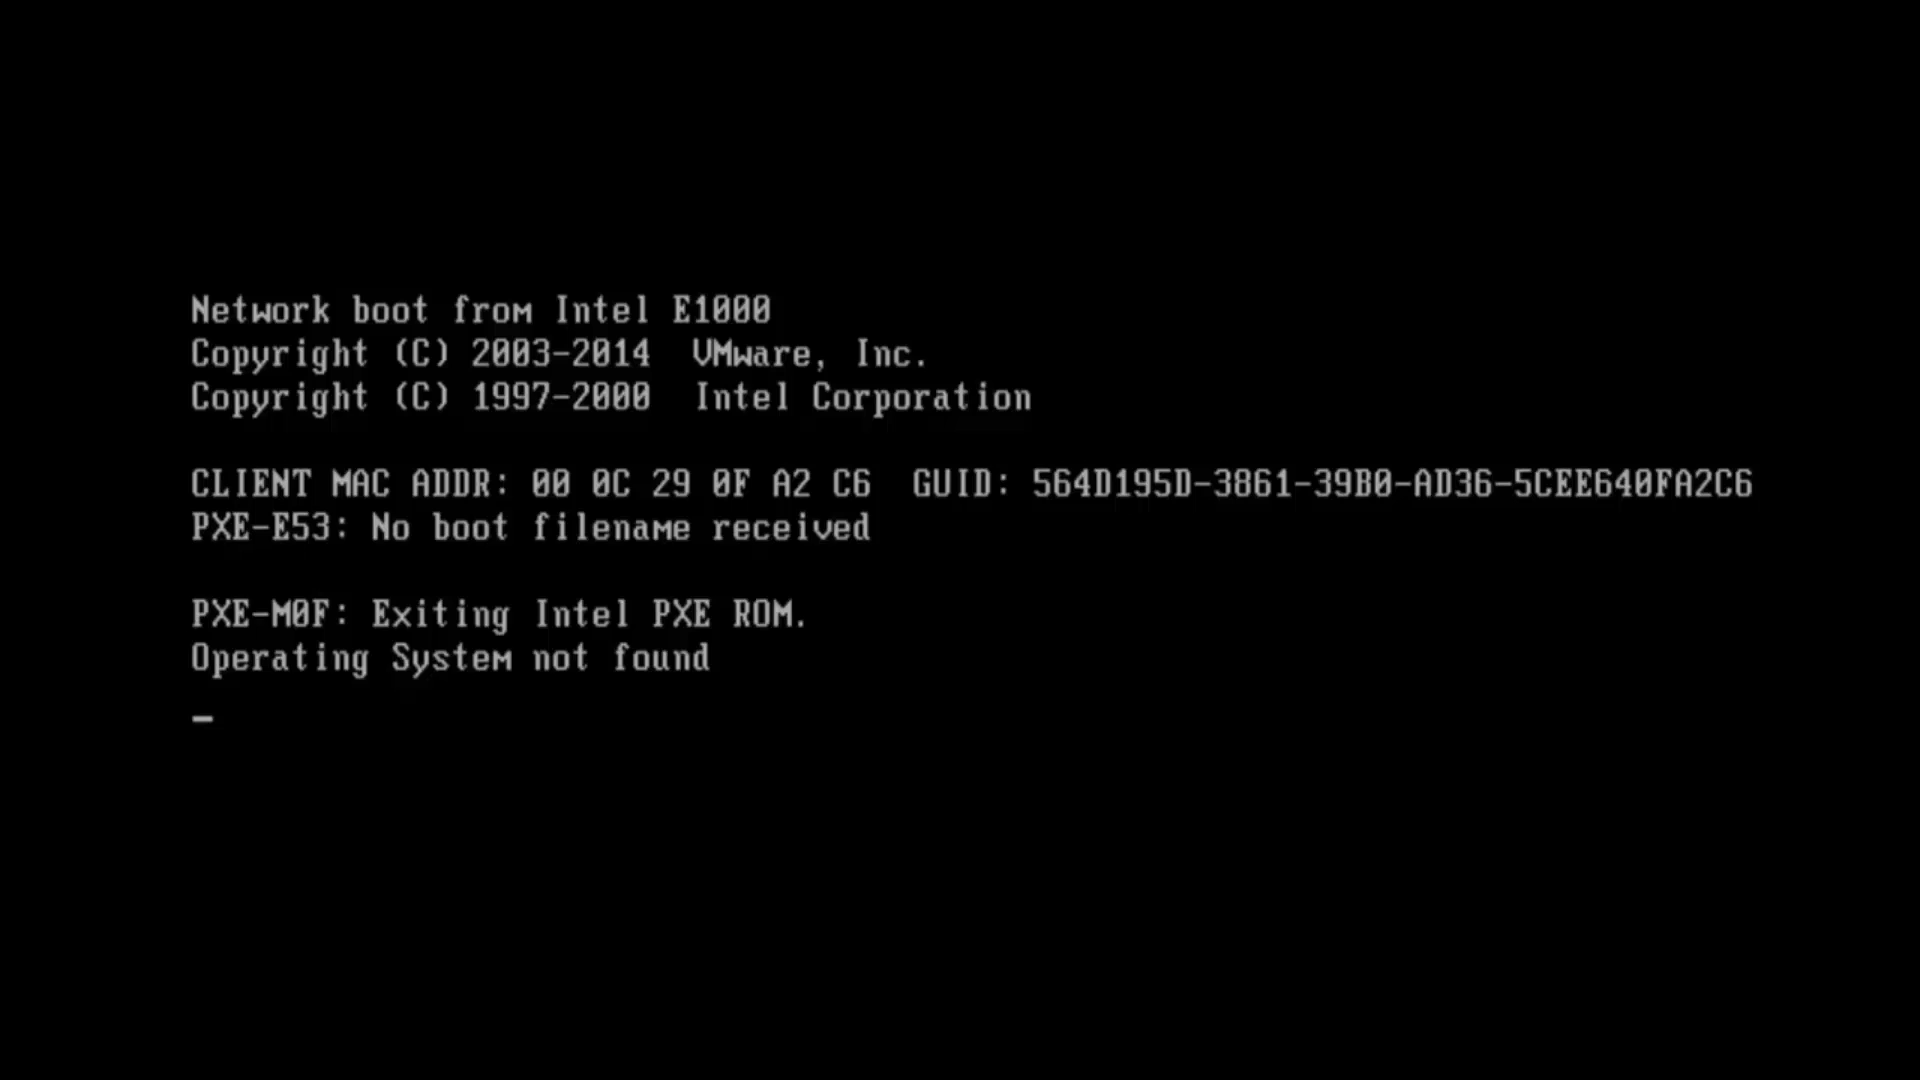 Network boot from Intel E1000
Copyright (C) 2003-2014  VMware, Inc.
Copyright (C) 1997-2000  Intel Corporation
CLIENT MAC ADDR: 00 0C 29 0F A2 C6  GUID: 564D195D-3861-39B0-AD36-5CEE640FA2C6
PXE-E53: No boot filename received
PXE-M0F: Exiting Intel PXE ROM.
Operating System not found